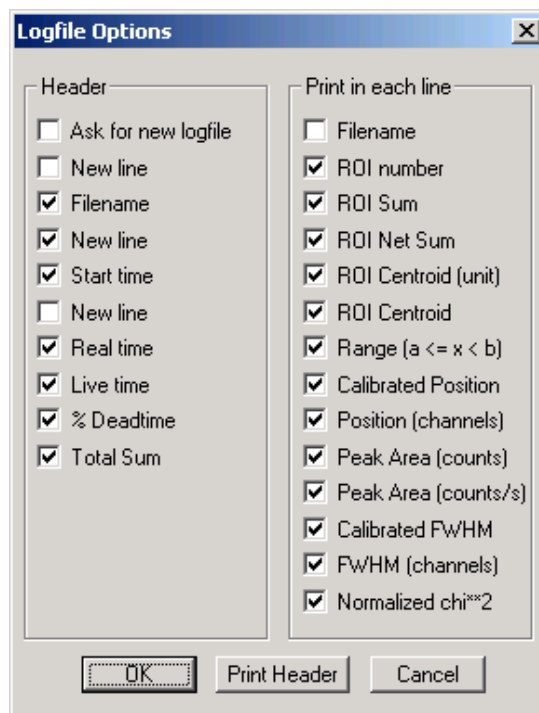 Logfile Options
Header
Ask for new logfile
New line
Filename
New line
Start time
New line
Real time
Live time
% Deadtime
Total Sum
Print in each line
Filename
ROI number
ROI Sum
ROI Net Sum
ROI Centroid (unit)
ROI Centroid
Range (a <= x < b)
Calibrated Position
Position (channels)
Peak Area (counts)
Peak Area (counts/s)
Calibrated FWHM
FWHM (channels)
Normalized chi**2
OK
Print Header
Cancel